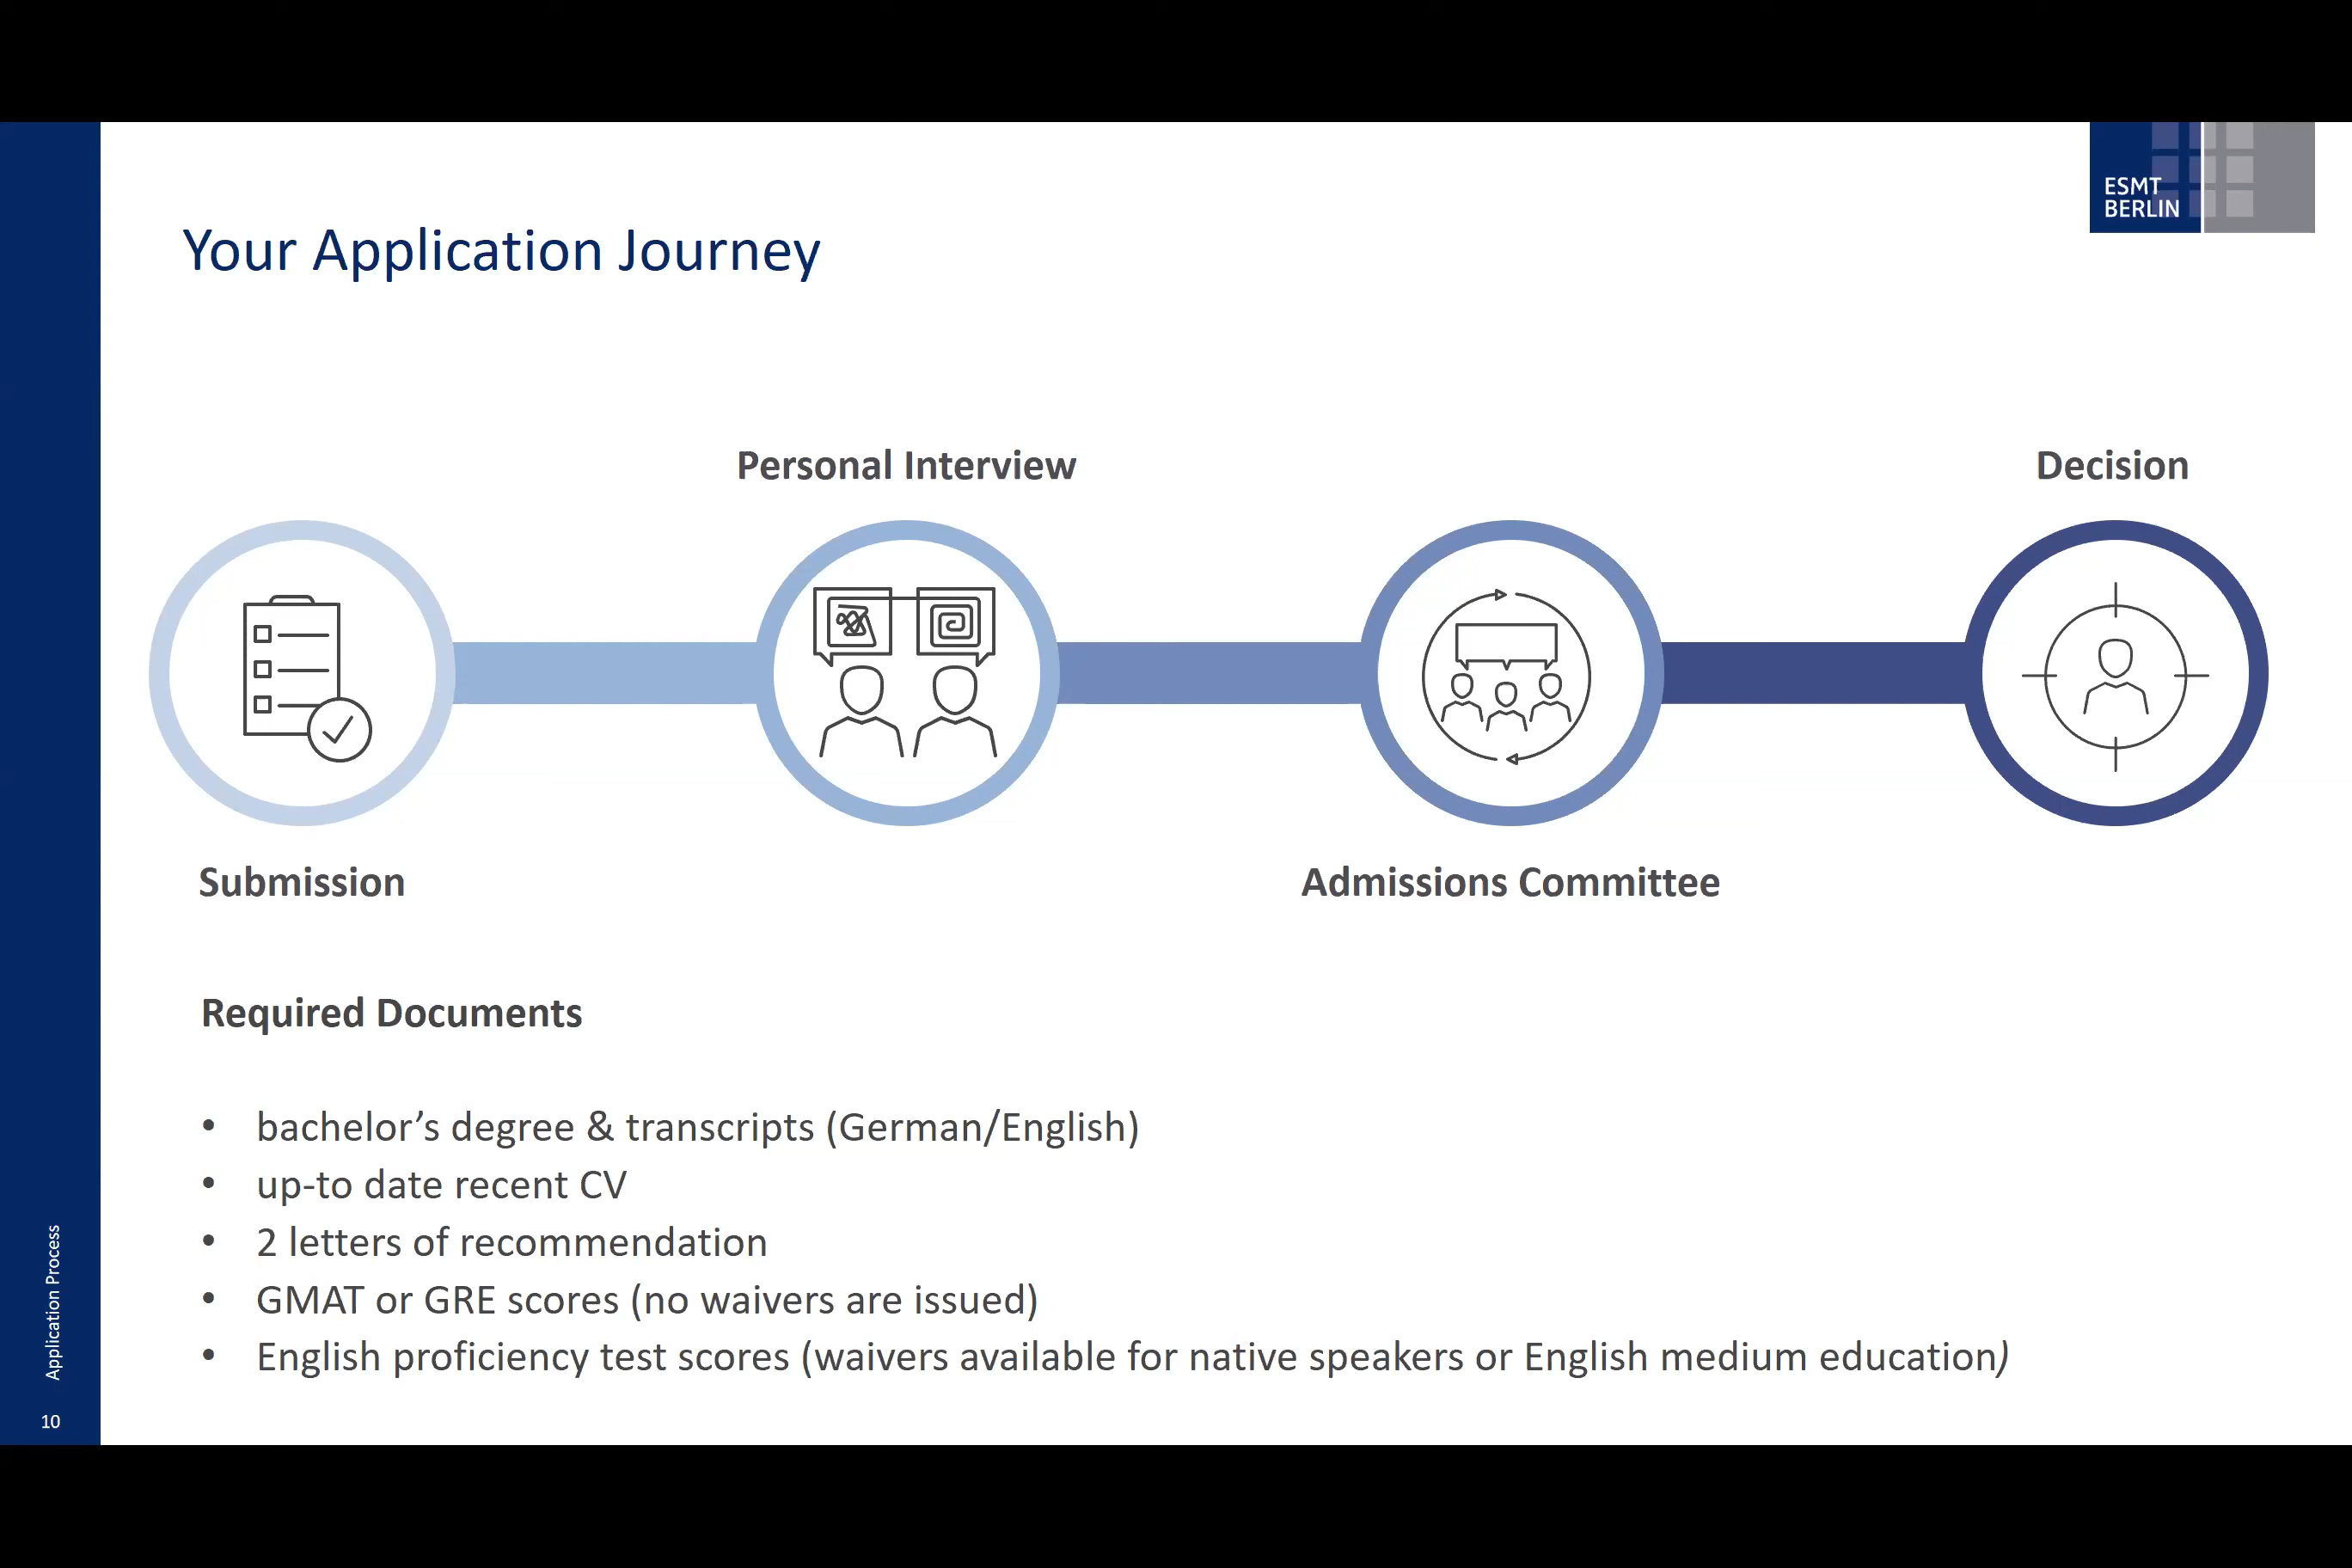 ESMT
BERLIN
Your Application Journey
Personal Interview
Decision
Submission
Admissions Committee
Required Documents
• bachelor’s degree & transcripts (German/English)
• up-to date recent CV
• 2 letters of recommendation
• GMAT or GRE scores (no waivers are issued)
• English proficiency test scores (waivers available for native speakers or English medium education)
Application Process
10